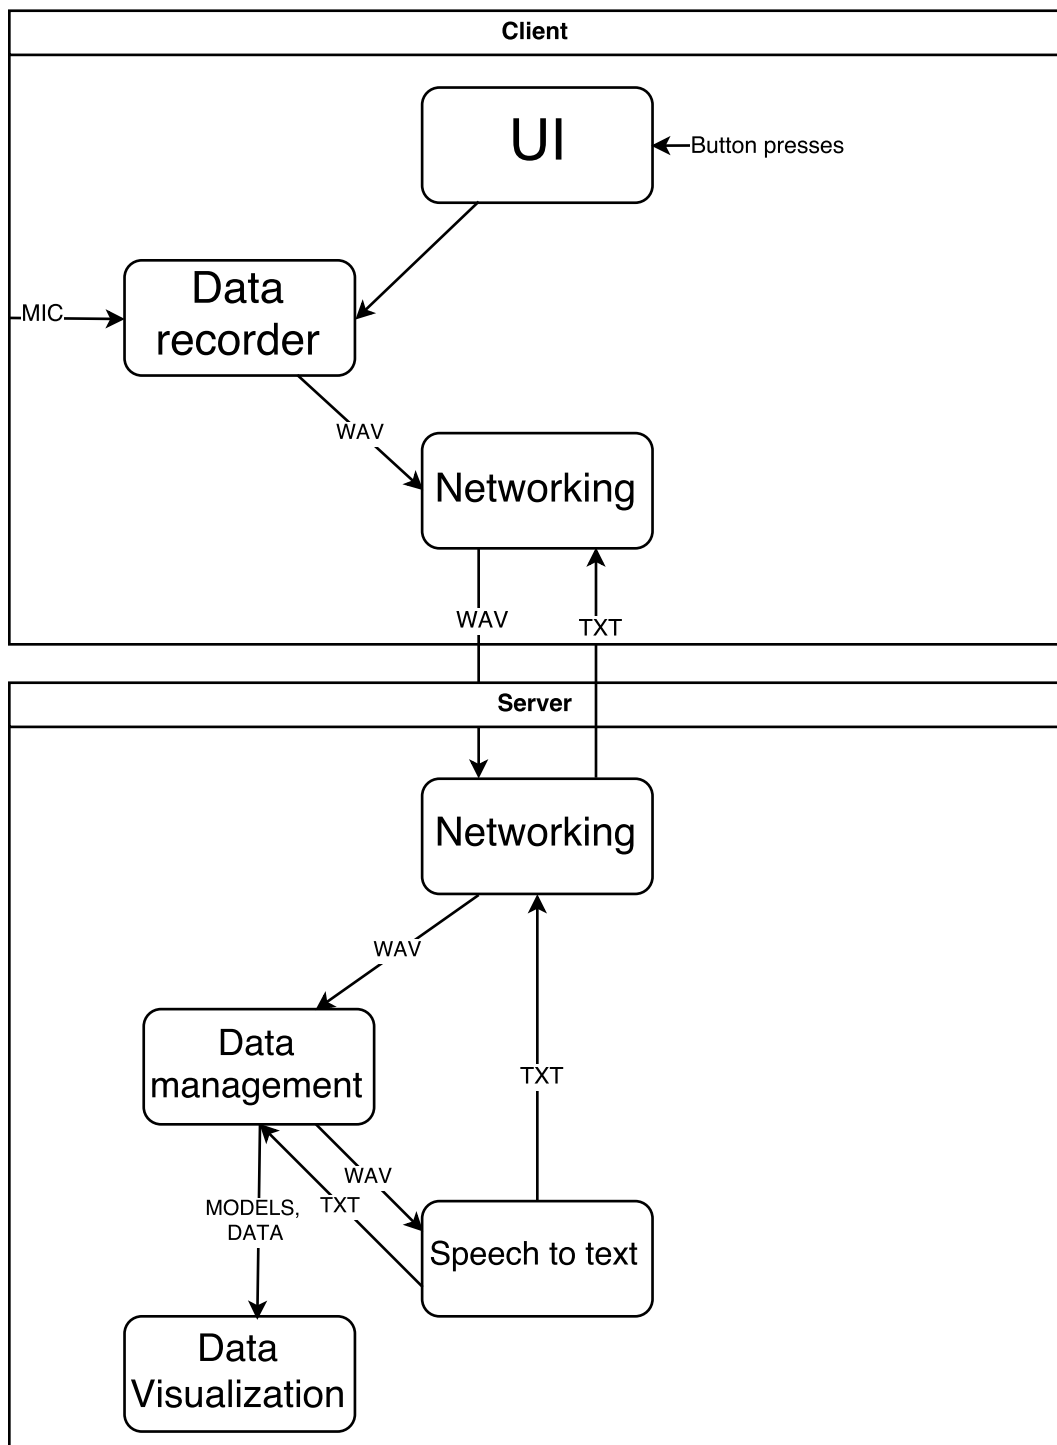 Client
UI
Button presses
Data
recorder
MIC
WAV
Networking
WAV
TXT
Server
Networking
WAV
Data
management
TXT
WAV
TXT
MODELS,
DATA
Speech to text
Data
Visualization